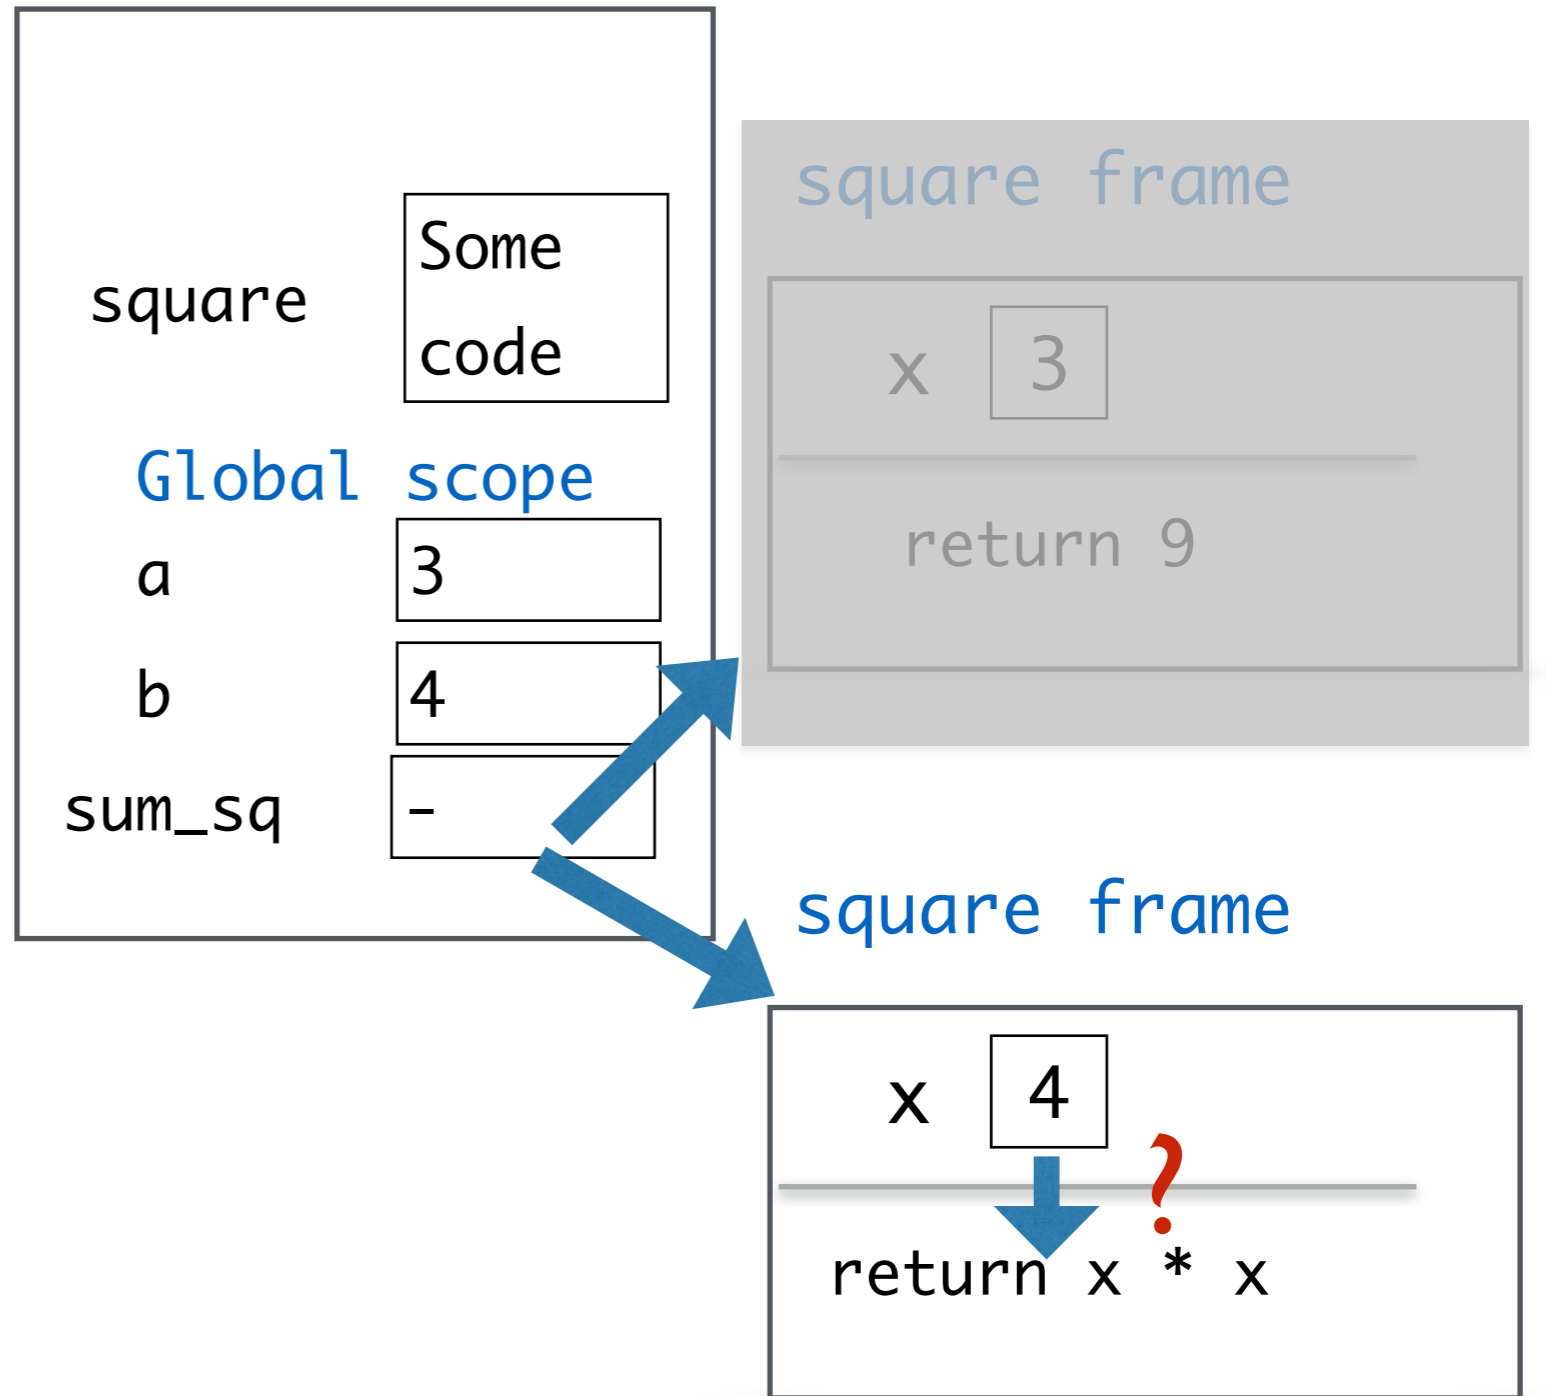 square
Some
code
Global scope
a 3
b 4
sum_sq -
square frame
x 3
return 9
square frame
x 4
?
return x * x